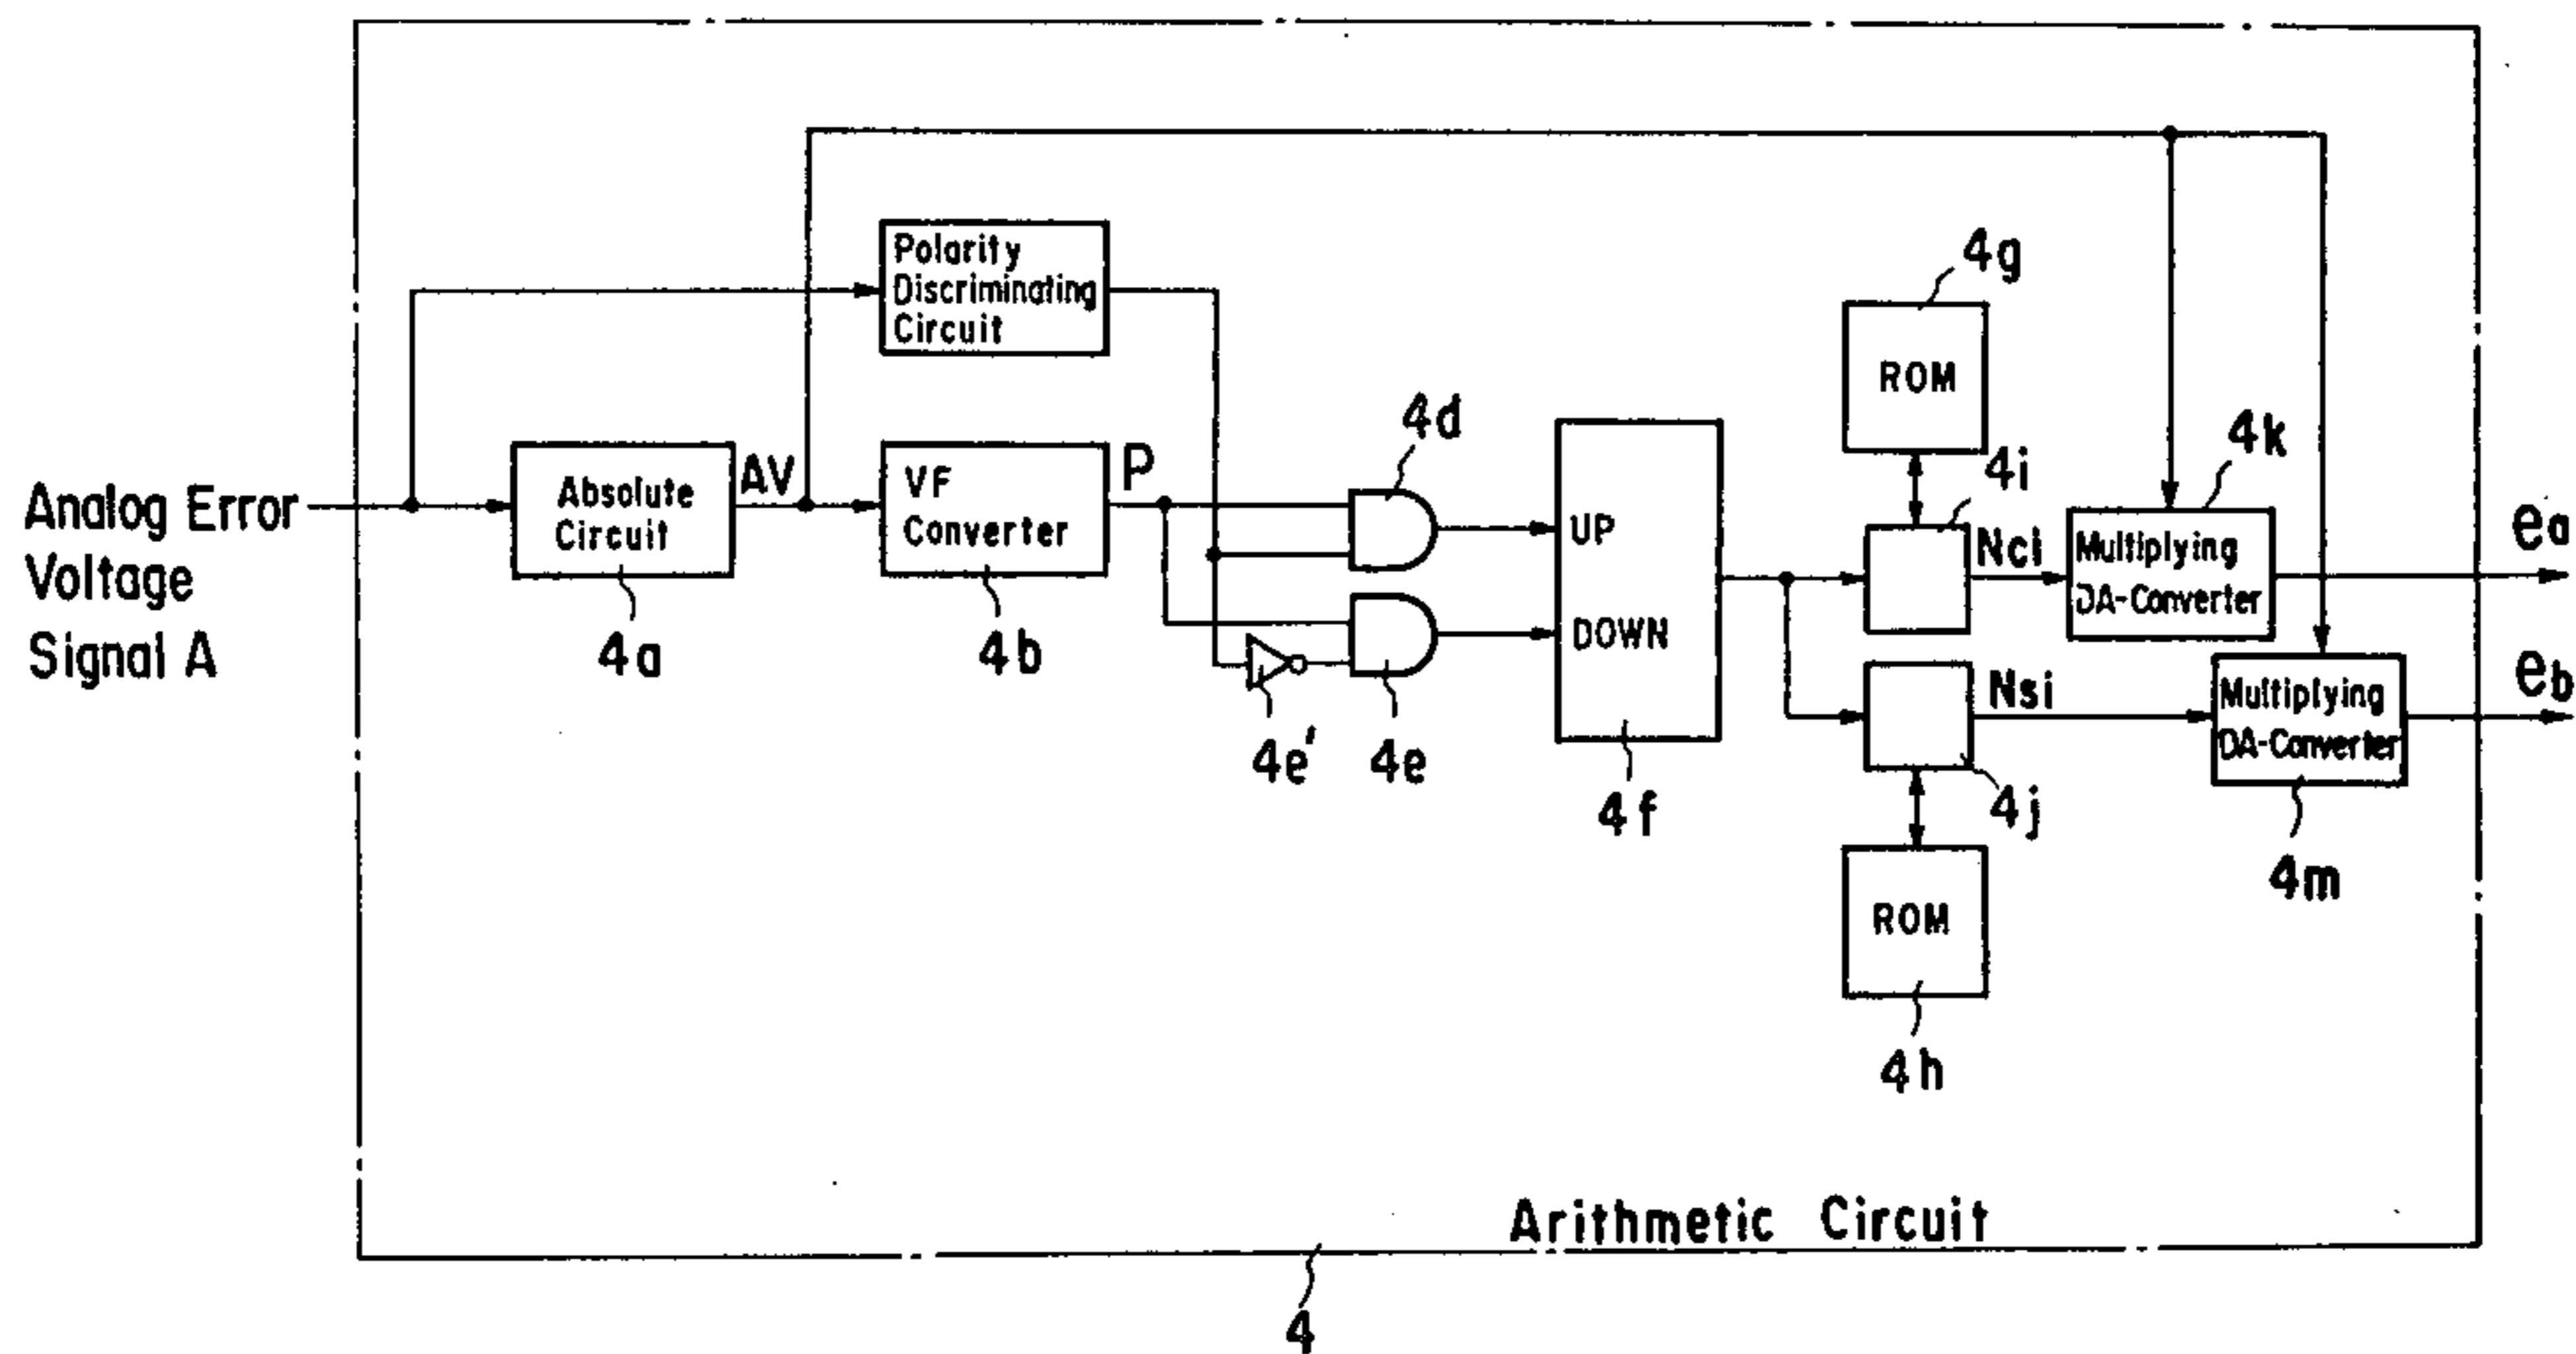 Polarity
Discriminating
Circuit
4g
ROM
4d
4k
4i
Analog Error
Voltage
Signal A
Absolute
Circuit
AV
VF
Converter
P
UP
DOWN
Nci
Multiplying
DA-Converter
ea
4a
4b
4e'
4e
4f
Nsi
Multiplying
DA-Converter
eb
4j
4m
ROM
4h
Arithmetic Circuit
4